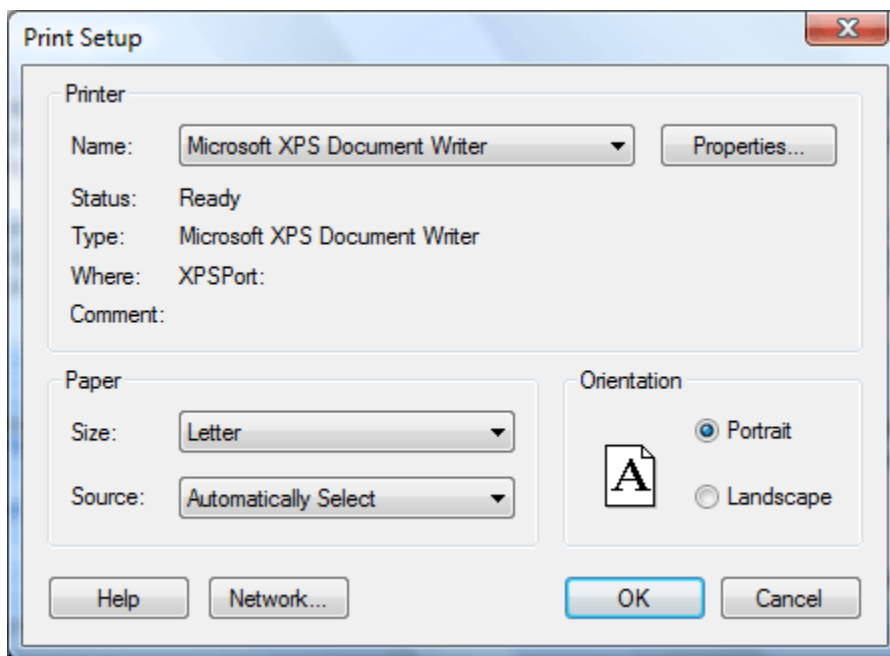 Print Setup
Printer
Name: Microsoft XPS Document Writer Properties...
Status: Ready
Type: Microsoft XPS Document Writer
Where: XPSPort:
Comment:
Paper Orientation
Size: Letter Portrait
A
Source: Automatically Select Landscape
Help Network... OK Cancel